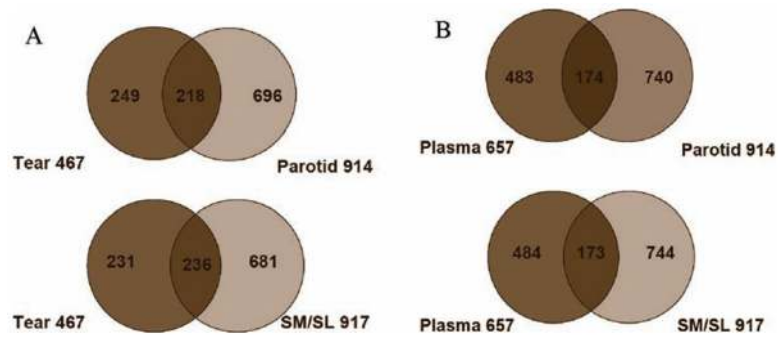 A
249 218 696
Tear 467 Parotid 914
231 236 681
Tear 467 SM/SL 917
B
483 174 740
Plasma 657 Parotid 914
484 173 744
Plasma 657 SM/SL 917